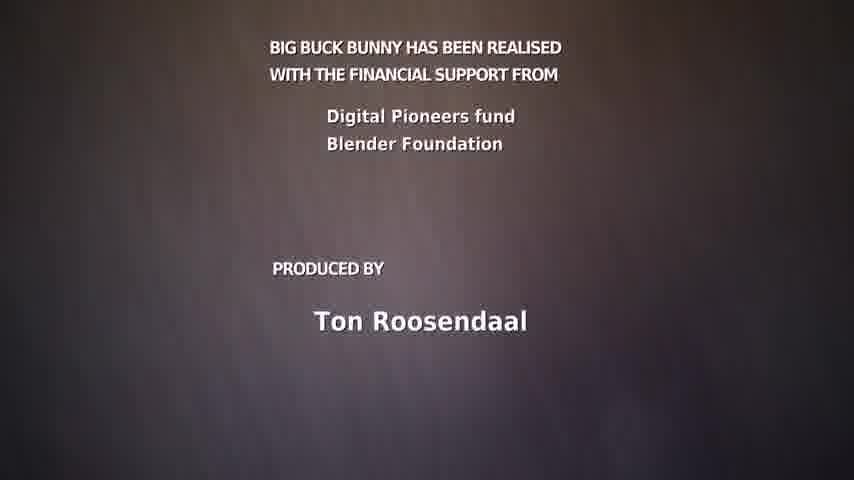 BIG BUCK BUNNY HAS BEEN REALISED
WITH THE FINANCIAL SUPPORT FROM
Digital Pioneers fund
Blender Foundation
PRODUCED BY
Ton Roosendaal